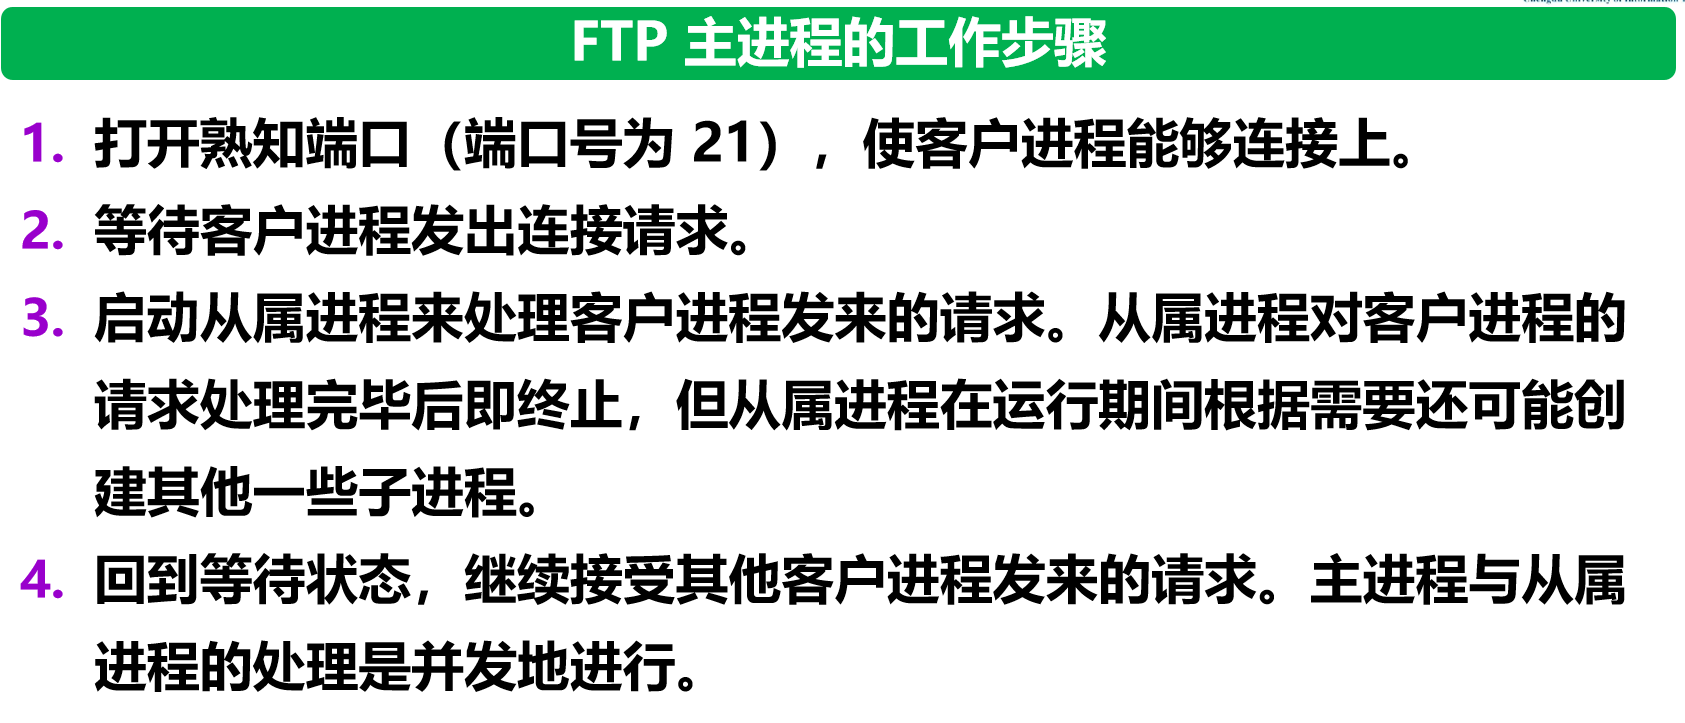 FTP 主进程的工作步骤
1. 打开熟知端口（端口号为 21），使客户进程能够连接上。
2. 等待客户进程发出连接请求。
3. 启动从属进程来处理客户进程发来的请求。从属进程对客户进程的
请求处理完毕后即终止，但从属进程在运行期间根据需要还可能创
建其他一些子进程。
4. 回到等待状态，继续接受其他客户进程发来的请求。主进程与从属
进程的处理是并发地进行。